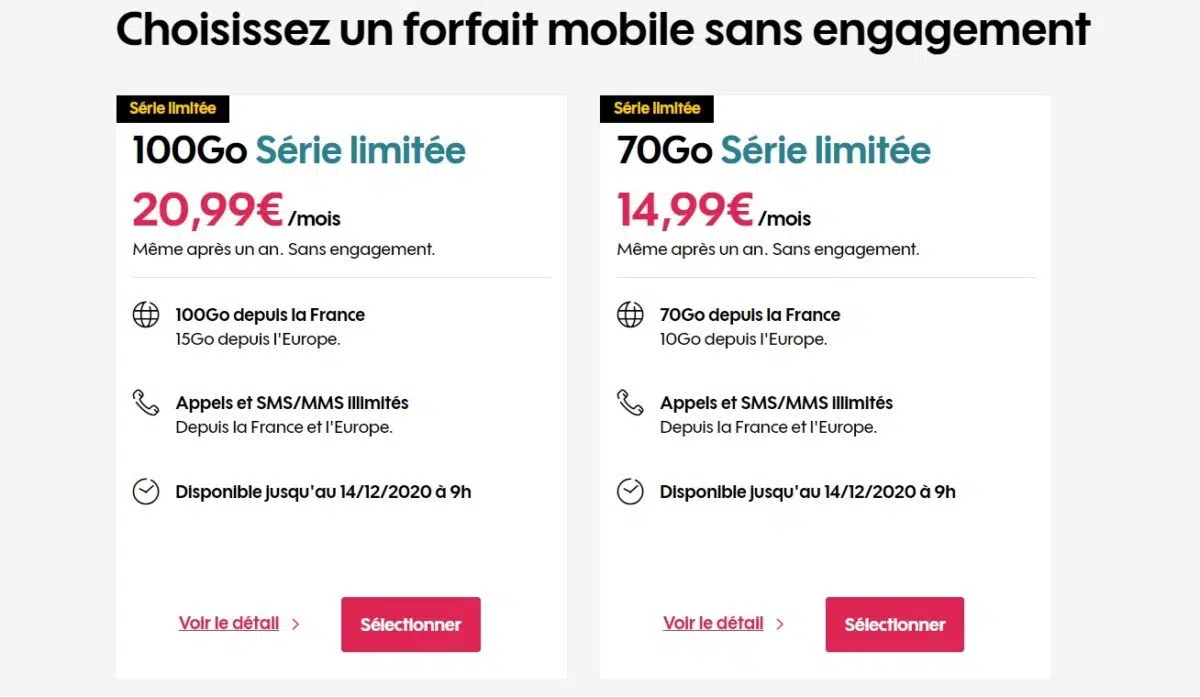 Choisissez un forfait mobile sans engagement
Série limitée
100Go Série limitée
20,99€/mois
Même après un an. Sans engagement.
100Go depuis la France
15Go depuis l'Europe.
Appels et SMS/MMS illimités
Depuis la France et l'Europe.
Disponible jusqu'au 14/12/2020 à 9h
Voir le détail >
Sélectionner
Série limitée
70Go Série limitée
14,99€/mois
Même après un an. Sans engagement.
70Go depuis la France
10Go depuis l'Europe.
Appels et SMS/MMS illimités
Depuis la France et l'Europe.
Disponible jusqu'au 14/12/2020 à 9h
Voir le détail >
Sélectionner